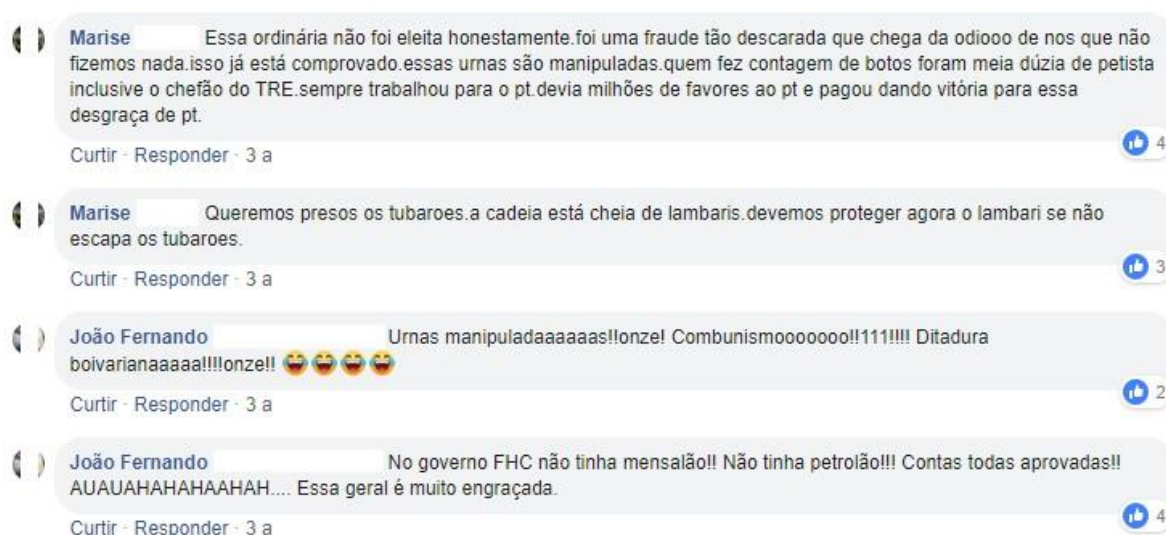 Marise Essa ordinária não foi eleita honestamente.foi uma fraude tão descarada que chega da odiooo de nos que não
fizemos nada.isso já está comprovado.essas urnas são manipuladas.quem fez contagem de botos foram meia dúzia de petista
inclusive o chefão do TRE.sempre trabalhou para o pt.devia milhões de favores ao pt e pagou dando vitória para essa
desgraça de pt.
4
Curtir · Responder · 3 a
Marise Queremos presos os tubaroes.a cadeia está cheia de lambaris.devemos proteger agora o lambari se não
escapa os tubaroes.
3
Curtir · Responder · 3 a
João Fernando Urnas manipuladaaaaaas!!onze! Combunismooooooo!!111!!!! Ditadura
boivarianaaaaa!!!!onze!! 😂😂😂😂
2
Curtir · Responder · 3 a
João Fernando No governo FHC não tinha mensalão!! Não tinha petrolão!!! Contas todas aprovadas!!
AUAUAHAHAHAAHAH.... Essa geral é muito engraçada.
4
Curtir · Responder · 3 a